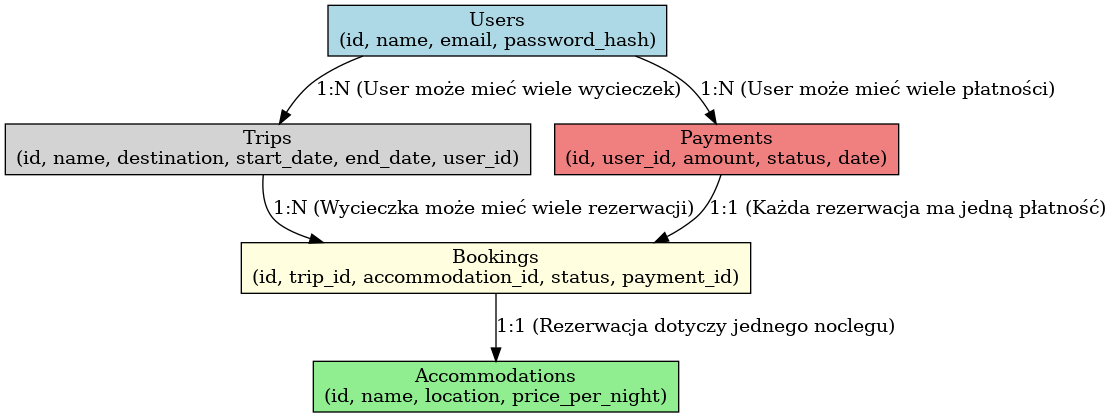 Users
(id, name, email, password_hash)
1:N (User może mieć wiele wycieczek)
1:N (User może mieć wiele płatności)
Trips
(id, name, destination, start_date, end_date, user_id)
Payments
(id, user_id, amount, status, date)
1:N (Wycieczka może mieć wiele rezerwacji)
1:1 (Każda rezerwacja ma jedną płatność)
Bookings
(id, trip_id, accommodation_id, status, payment_id)
1:1 (Rezerwacja dotyczy jednego noclegu)
Accommodations
(id, name, location, price_per_night)